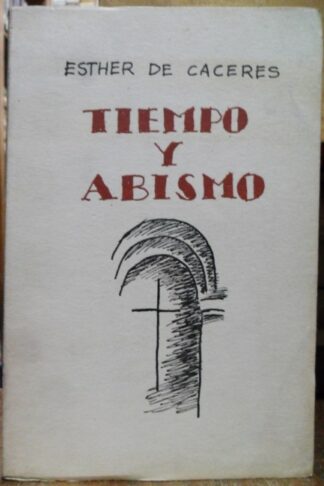 ESTHER DE CACERES
TIEMPO
Y
ABISMO